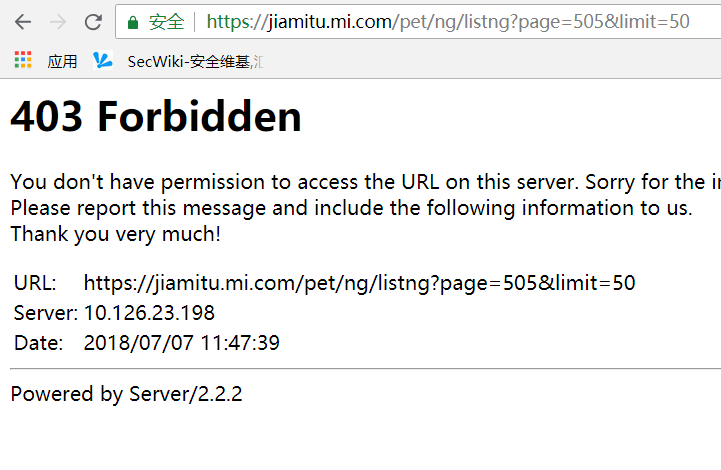 安全 https://jiamitu.mi.com/pet/ng/listng?page=505&limit=50
应用 SecWiki-安全维基,汇
403 Forbidden
You don't have permission to access the URL on this server. Sorry for the
Please report this message and include the following information to us.
Thank you very much!
URL: https://jiamitu.mi.com/pet/ng/listng?page=505&limit=50
Server: 10.126.23.198
Date: 2018/07/07 11:47:39
Powered by Server/2.2.2